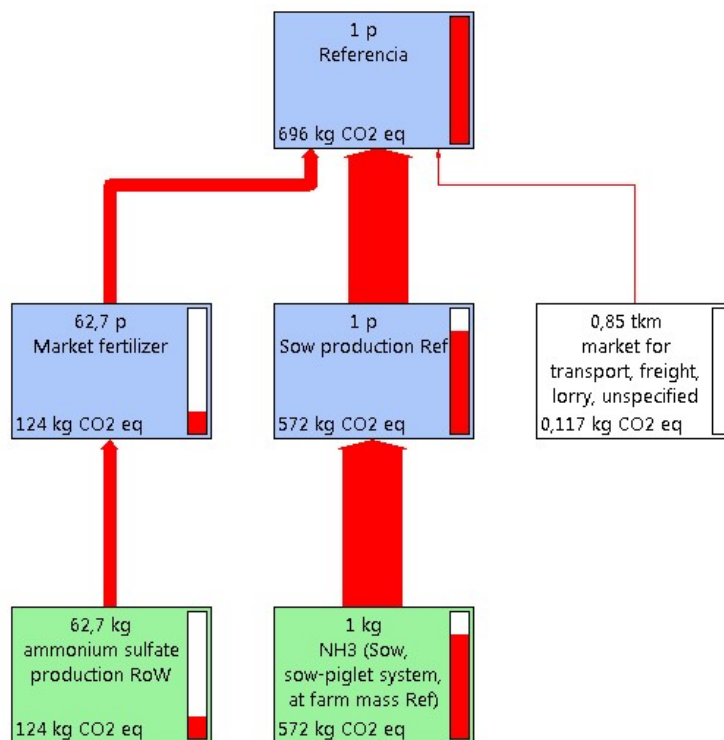 1 p
Referencia
696 kg CO2 eq
62,7 p
Market fertilizer
124 kg CO2 eq
1 p
Sow production Ref
572 kg CO2 eq
0,85 tkm
market for
transport, freight,
lorry, unspecified
0,117 kg CO2 eq
62,7 kg
ammonium sulfate
production RoW
124 kg CO2 eq
1 kg
NH3 (Sow,
sow-piglet system,
at farm mass Ref)
572 kg CO2 eq